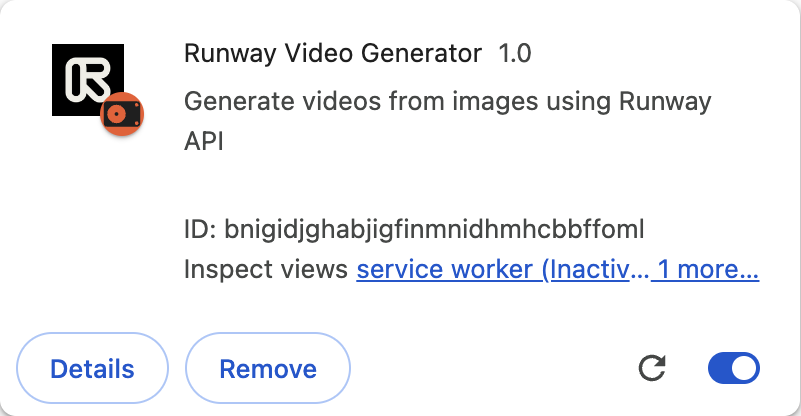 Runway Video Generator 1.0
Generate videos from images using Runway
API
ID: bnigidjghabjigfinmnidhmhcbbffoml
Inspect views service worker (Inactiv... 1 more...
Details
Remove